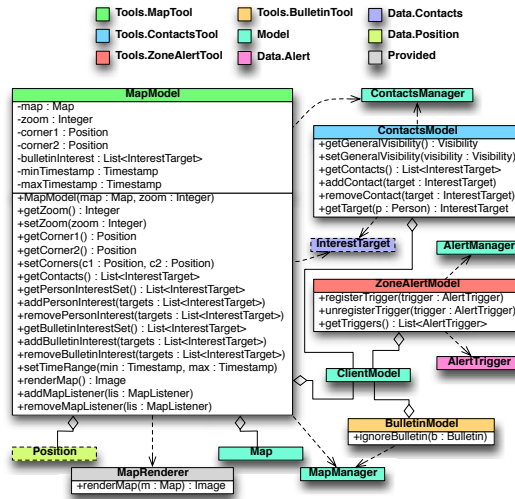 Tools.MapTool
Tools.BulletinTool
Data.Contacts
Tools.ContactsTool
Model
Data.Position
Tools.ZoneAlertTool
Data.Alert
Provided
MapModel
-map : Map
-zoom : Integer
-corner1 : Position
-corner2 : Position
-bulletinInterest : List<InterestTarget>
-minTimestamp : Timestamp
-maxTimestamp : Timestamp
+MapModel(map : Map, zoom : Integer)
+getZoom() : Integer
+setZoom(zoom : Integer)
+getCorner1() : Position
+getCorner2() : Position
+setCorners(c1 : Position, c2 : Position)
+getContacts() : List<InterestTarget>
+getPersonInterestSet() : List<InterestTarget>
+addPersonInterest(targets : List<InterestTarget>)
+removePersonInterest(targets : List<InterestTarget>)
+getBulletinInterestSet() : List<InterestTarget>
+addBulletinInterest(targets : List<InterestTarget>)
+removeBulletinInterest(targets : List<InterestTarget>)
+setTimeRange(min : Timestamp, max : Timestamp)
+renderMap() : Image
+addMapListener(lis : MapListener)
+removeMapListener(lis : MapListener)
ContactsManager
ContactsModel
+getGeneralVisibility() : Visibility
+setGeneralVisibility(visibility : Visibility)
+getContacts() : List<InterestTarget>
+addContact(target : InterestTarget)
+removeContact(target : InterestTarget)
+getTarget(p : Person) : InterestTarget
InterestTarget
AlertManager
ZoneAlertModel
+registerTrigger(trigger : AlertTrigger)
+unregisterTrigger(trigger : AlertTrigger)
+getTriggers() : List<AlertTrigger>
AlertTrigger
ClientModel
BulletinModel
+ignoreBulletin(b : Bulletin)
Position
Map
MapManager
MapRenderer
+renderMap(m : Map) : Image